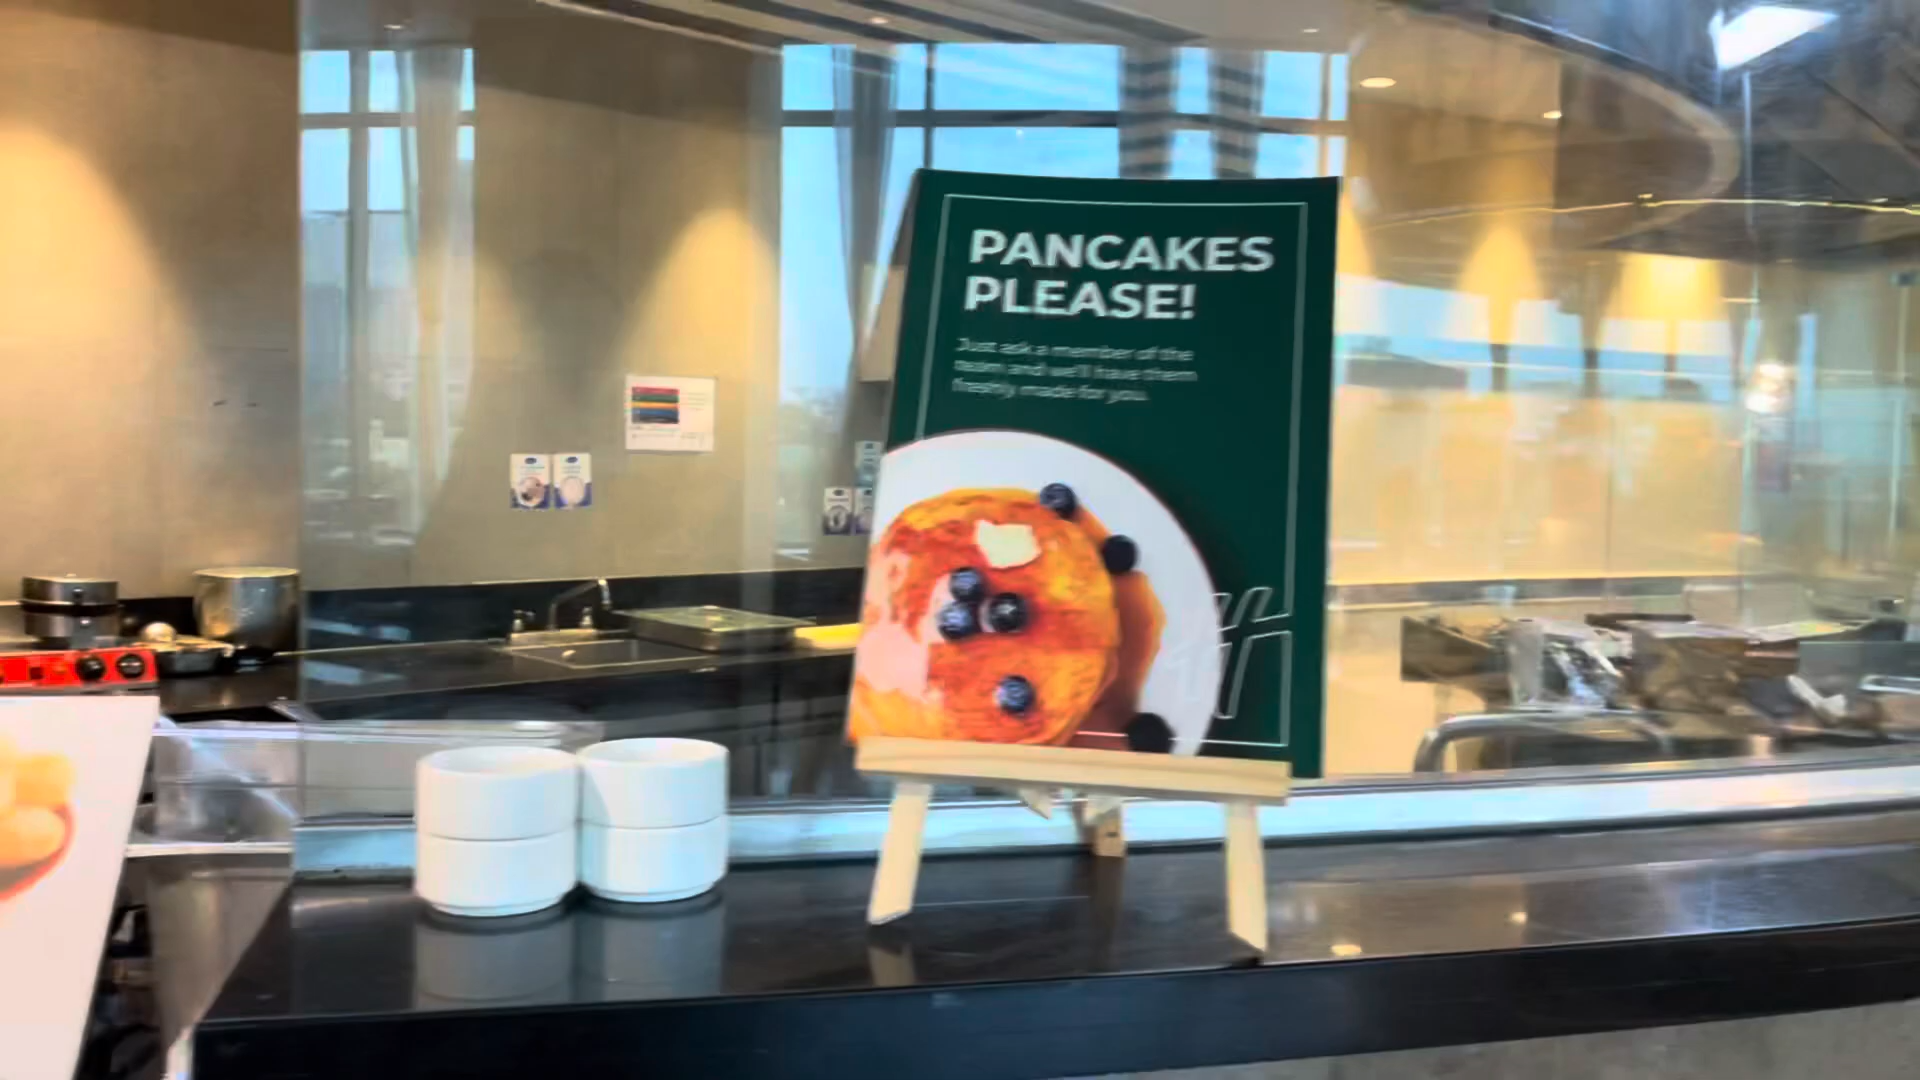 PANCAKES
PLEASE!
Just ask a member of the
team and we'll have them
freshly made for you.